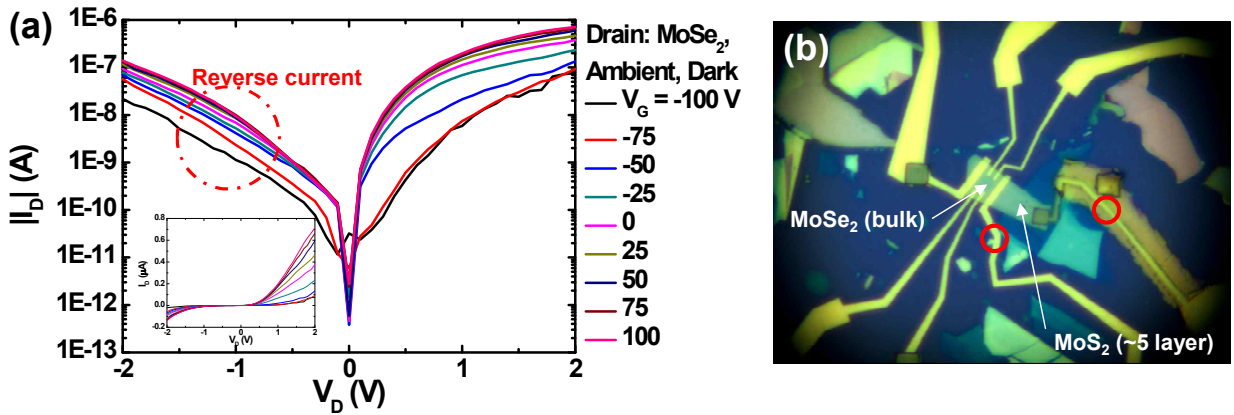 (a)
1E-6
1E-7
1E-8
1E-9
1E-10
1E-11
1E-12
1E-13
|I_D| (A)
Reverse current
0.8
0.6
0.4
0.2
0.0
-0.2
-2 -1 0 1 2
I_D (μA)
V_D (V)
-2 -1 0 1 2
V_D (V)
Drain: MoSe₂,
Ambient, Dark
V_G = -100 V
-75
-50
-25
0
25
50
75
100
(b)
MoSe₂ (bulk)
MoS₂ (~5 layer)